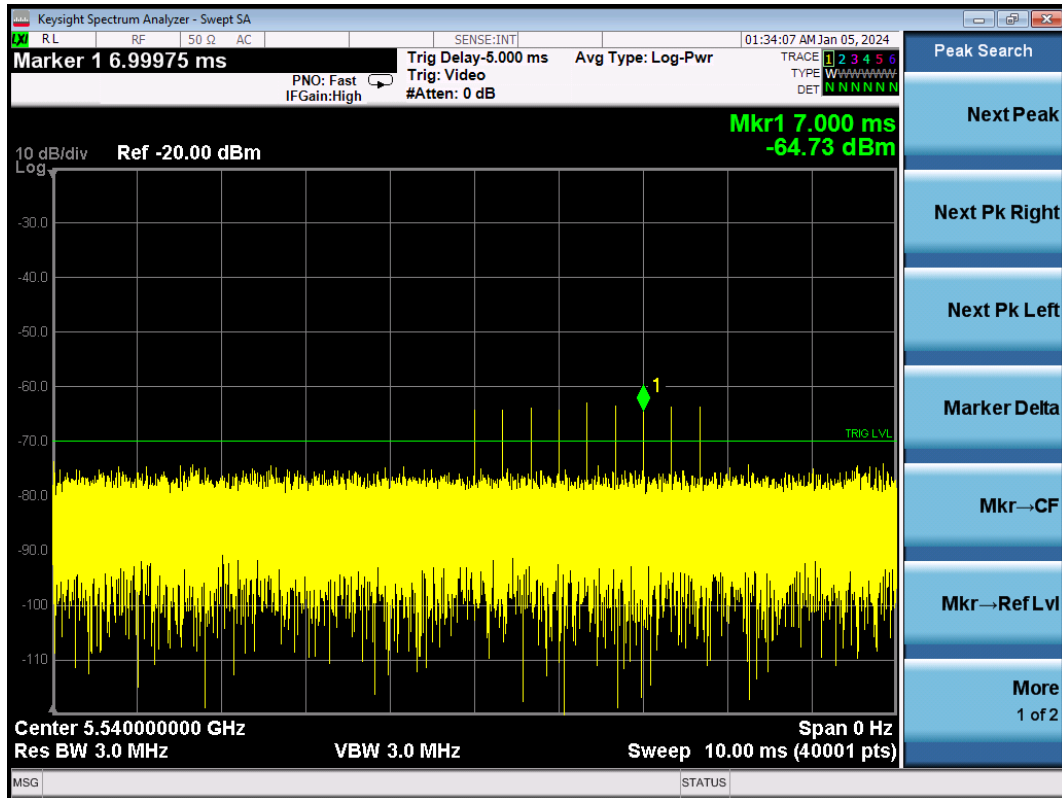 Keysight Spectrum Analyzer - Swept SA
LXI RL RF 50 Ω AC SENSE:INT 01:34:07 AM Jan 05, 2024
Marker 1 6.99975 ms
PNO: Fast
IFGain:High
Trig Delay-5.000 ms
Trig: Video
#Atten: 0 dB
Avg Type: Log-Pwr
TRACE 1 2 3 4 5 6
TYPE WWWWWW
DET N N N N N N
Mkr1 7.000 ms
-64.73 dBm
10 dB/div Ref -20.00 dBm
Log
-30.0
-40.0
-50.0
-60.0
1
-70.0
TRIG LVL
-80.0
-90.0
-100
-110
Center 5.540000000 GHz Span 0 Hz
Res BW 3.0 MHz VBW 3.0 MHz Sweep 10.00 ms (40001 pts)
MSG STATUS
Peak Search
Next Peak
Next Pk Right
Next Pk Left
Marker Delta
Mkr→CF
Mkr→Ref Lvl
More
1 of 2